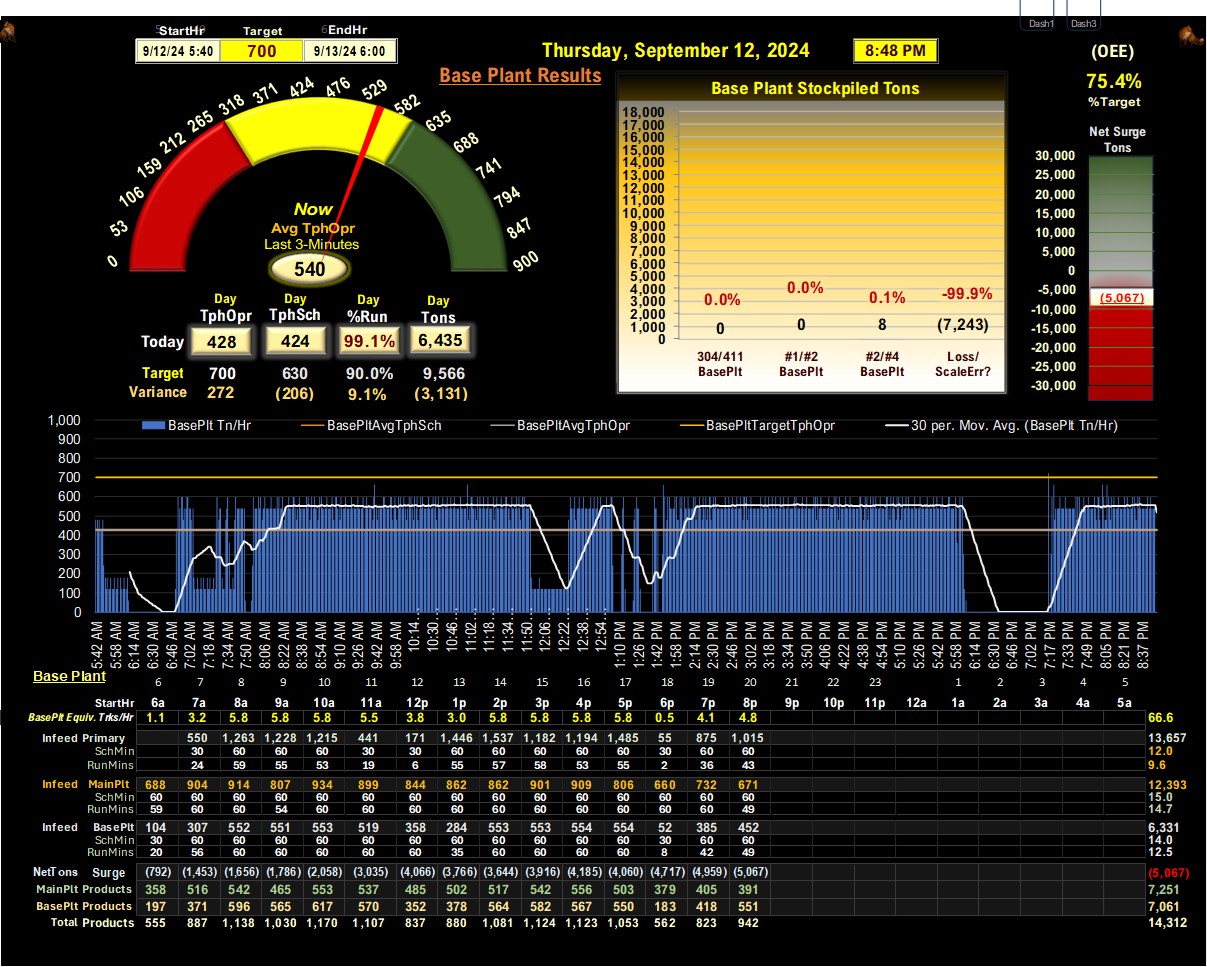 Dash1 Dash3
StartHr Target EndHr
9/12/24 5:40 700 9/13/24 6:00
Thursday, September 12, 2024 8:48 PM
(OEE)
75.4%
%Target
Base Plant Results
0 53 106 159 212 265 318 371 424 476 529 582 635 688 741 794 847 900
Now
Avg TphOpr
Last 3-Minutes
540
Day Day Day Day
TphOpr TphSch %Run Tons
Today 428 424 99.1% 6,435
Target 700 630 90.0% 9,566
Variance 272 (206) 9.1% (3,131)
Base Plant Stockpiled Tons
18,000
17,000
16,000
15,000
14,000
13,000
12,000
11,000
10,000
9,000
8,000
7,000
6,000
5,000
4,000
3,000
2,000
1,000
0
0.0% 0.0% 0.1% -99.9%
0 0 8 (7,243)
304/411 #1/#2 #2/#4 Loss/
BasePlt BasePlt BasePlt ScaleErr?
Net Surge
Tons
30,000
25,000
20,000
15,000
10,000
5,000
0
-5,000
(5,067)
-10,000
-15,000
-20,000
-25,000
-30,000
BasePlt Tn/Hr BasePltAvgTphSch BasePltAvgTphOpr BasePltTargetTphOpr 30 per. Mov. Avg. (BasePlt Tn/Hr)
1,000
900
800
700
600
500
400
300
200
100
0
5:42 AM 5:58 AM 6:14 AM 6:30 AM 6:46 AM 7:02 AM 7:18 AM 7:34 AM 7:50 AM 8:06 AM 8:22 AM 8:38 AM 8:54 AM 9:10 AM 9:26 AM 9:42 AM 9:58 AM 10:14... 10:30... 10:46... 11:02... 11:18... 11:34... 11:50... 12:06... 12:22... 12:38... 12:54... 1:10 PM 1:26 PM 1:42 PM 1:58 PM 2:14 PM 2:30 PM 2:46 PM 3:02 PM 3:18 PM 3:34 PM 3:50 PM 4:06 PM 4:22 PM 4:38 PM 4:54 PM 5:10 PM 5:26 PM 5:42 PM 5:58 PM 6:14 PM 6:30 PM 6:46 PM 7:02 PM 7:17 PM 7:33 PM 7:49 PM 8:05 PM 8:21 PM 8:37 PM
Base Plant
6 7 8 9 10 11 12 13 14 15 16 17 18 19 20 21 22 23 1 2 3 4 5
StartHr 6a 7a 8a 9a 10a 11a 12p 1p 2p 3p 4p 5p 6p 7p 8p 9p 10p 11p 12a 1a 2a 3a 4a 5a
BasePlt Equiv. Trks/Hr 1.1 3.2 5.8 5.8 5.8 5.5 3.8 3.0 5.8 5.8 5.8 5.8 0.5 4.1 4.8 66.6
Infeed Primary 550 1,263 1,228 1,215 441 171 1,446 1,537 1,182 1,194 1,485 55 875 1,015 13,657
SchMin 30 60 60 60 30 30 60 60 60 60 60 30 60 60 12.0
RunMins 24 59 55 53 19 6 55 57 58 53 55 2 36 43 9.6
Infeed MainPlt 688 904 914 807 934 899 844 862 862 901 909 806 660 732 671 12,393
SchMin 60 60 60 60 60 60 60 60 60 60 60 60 60 60 60 15.0
RunMins 59 60 60 54 60 60 60 60 60 60 60 60 60 60 49 14.7
Infeed BasePlt 104 307 552 551 553 519 358 284 553 553 554 554 52 385 452 6,331
SchMin 30 60 60 60 60 60 60 60 60 60 60 60 30 60 60 14.0
RunMins 20 56 60 60 60 60 60 35 60 60 60 60 8 42 49 12.5
NetTons Surge (792) (1,453) (1,656) (1,786) (2,058) (3,035) (4,066) (3,766) (3,644) (3,916) (4,185) (4,060) (4,717) (4,959) (5,067) (5,067)
MainPlt Products 358 516 542 465 553 537 485 502 517 542 556 503 379 405 391 7,251
BasePlt Products 197 371 596 565 617 570 352 378 564 582 567 550 183 418 551 7,061
Total Products 555 887 1,138 1,030 1,170 1,107 837 880 1,081 1,124 1,123 1,053 562 823 942 14,312